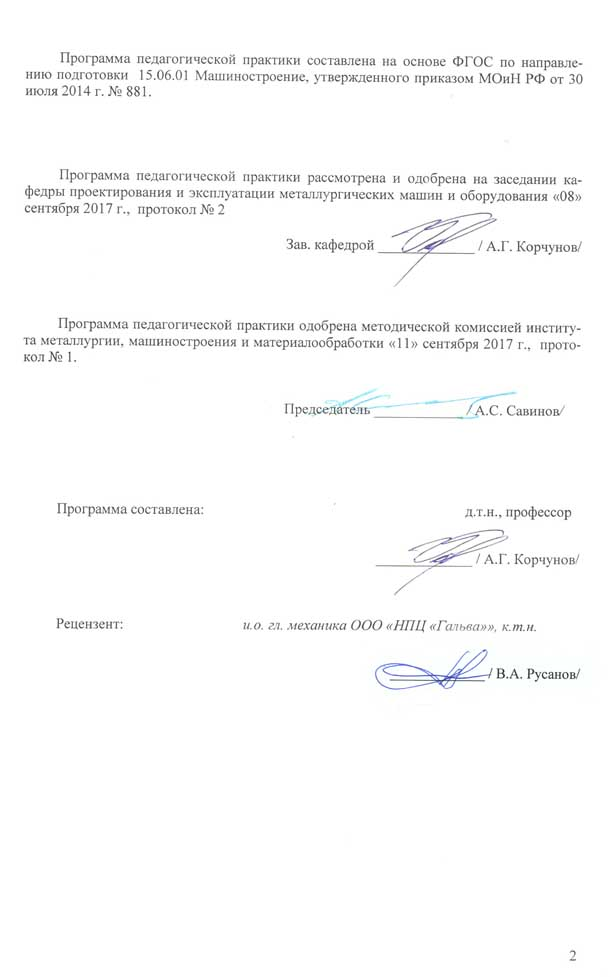 Программа педагогической практики составлена на основе ФГОС по направле-
нию подготовки 15.06.01 Машиностроение, утвержденного приказом МОиН РФ от 30
июля 2014 г. № 881.
Программа педагогической практики рассмотрена и одобрена на заседании ка-
федры проектирования и эксплуатации металлургических машин и оборудования «08»
сентября 2017 г., протокол № 2
Зав. кафедрой ______________ / А.Г. Корчунов/
Программа педагогической практики одобрена методической комиссией институ-
та металлургии, машиностроения и материалообработки «11» сентября 2017 г., прото-
кол № 1.
Председатель _____________ / А.С. Савинов/
Программа составлена: д.т.н., профессор
______________ / А.Г. Корчунов/
Рецензент: и.о. гл. механика ООО «НПЦ «Гальва»», к.т.н.
______________ / В.А. Русанов/
2